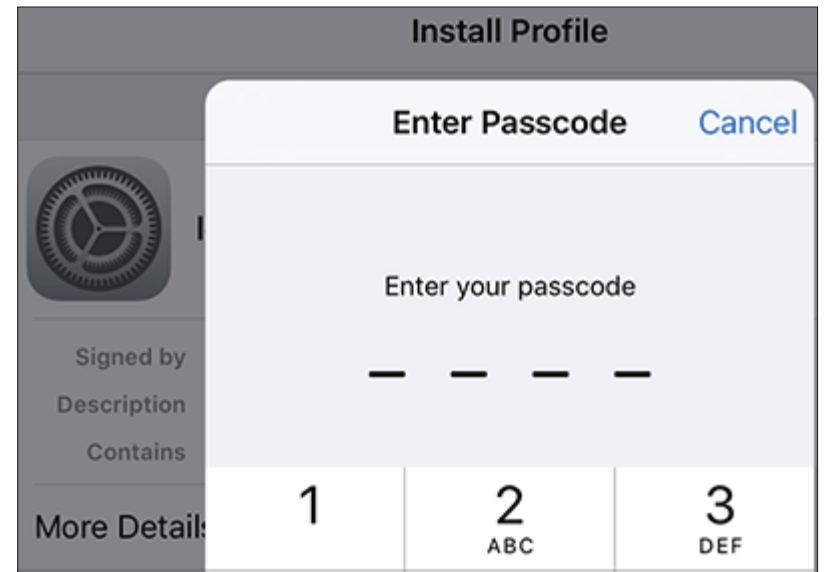 Install Profile
Enter Passcode Cancel
Enter your passcode
Signed by
Description
Contains
More Details
1 2 3
ABC DEF